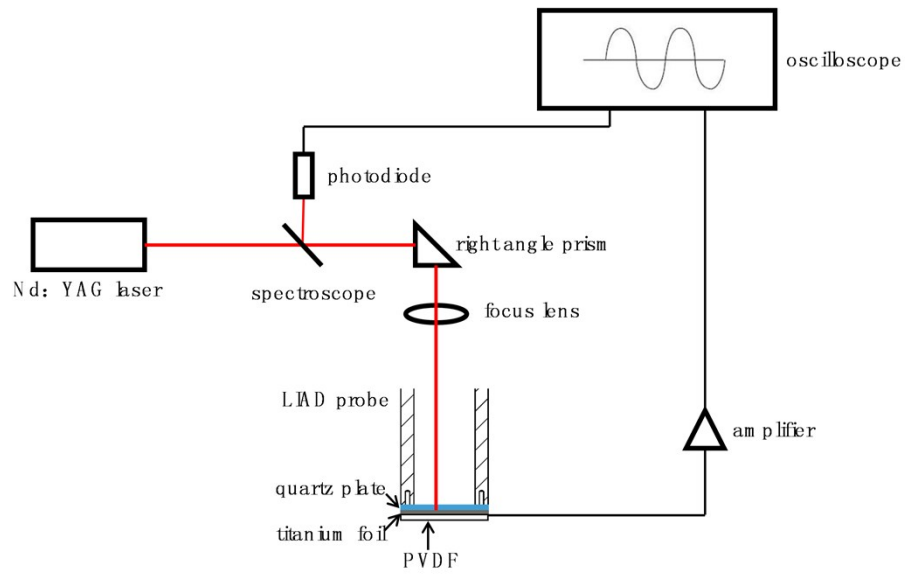 oscilloscope
photodiode
right angle prism
Nd: YAG laser
spectroscope
focus lens
LIAD probe
amplifier
quartz plate
titanium foil
PVDF